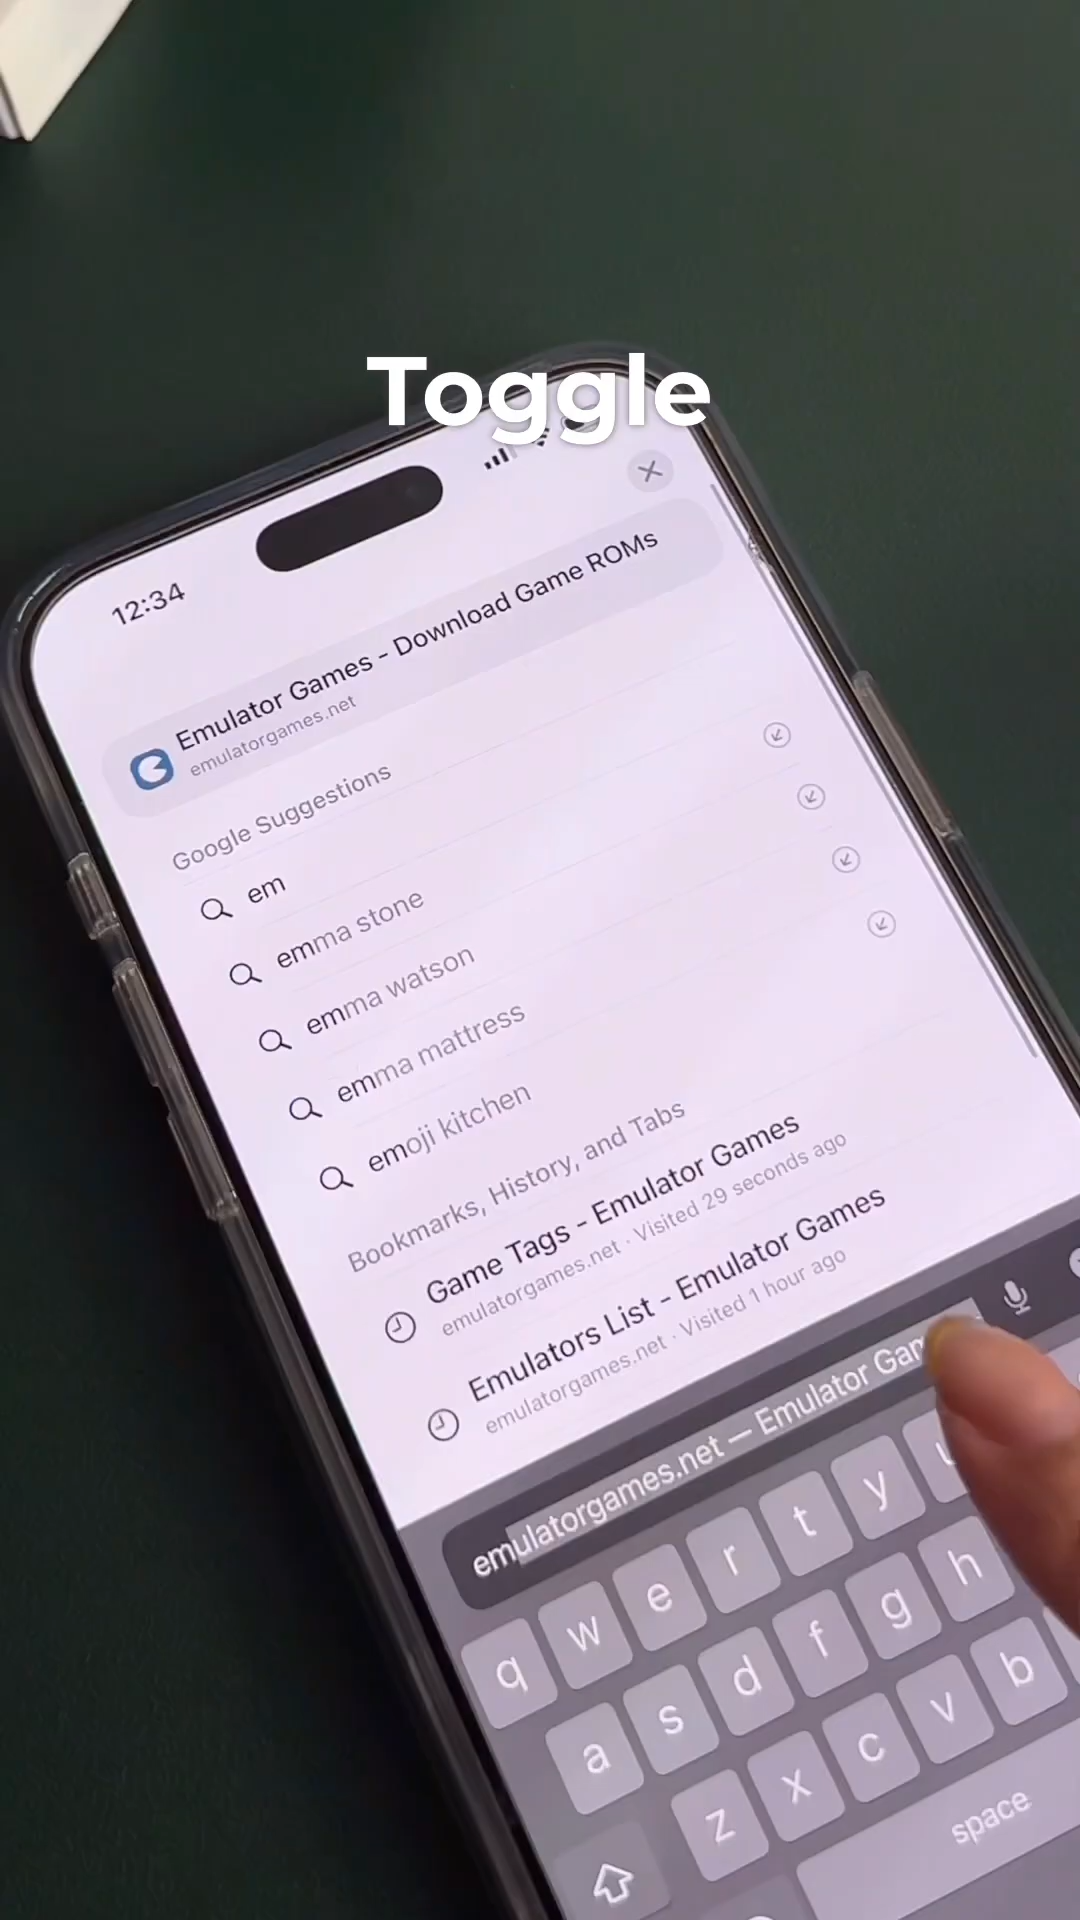 Toggle
12:34
Emulator Games - Download Game ROMs
emulatorgames.net
Google Suggestions
em
emma stone
emma watson
emma mattress
emoji kitchen
Bookmarks, History, and Tabs
Game Tags - Emulator Games
emulatorgames.net · Visited 29 seconds ago
Emulators List - Emulator Games
emulatorgames.net · Visited 1 hour ago
emulatorgames.net — Emulator
q w e r t y
a s d f g h
z x c v b
space